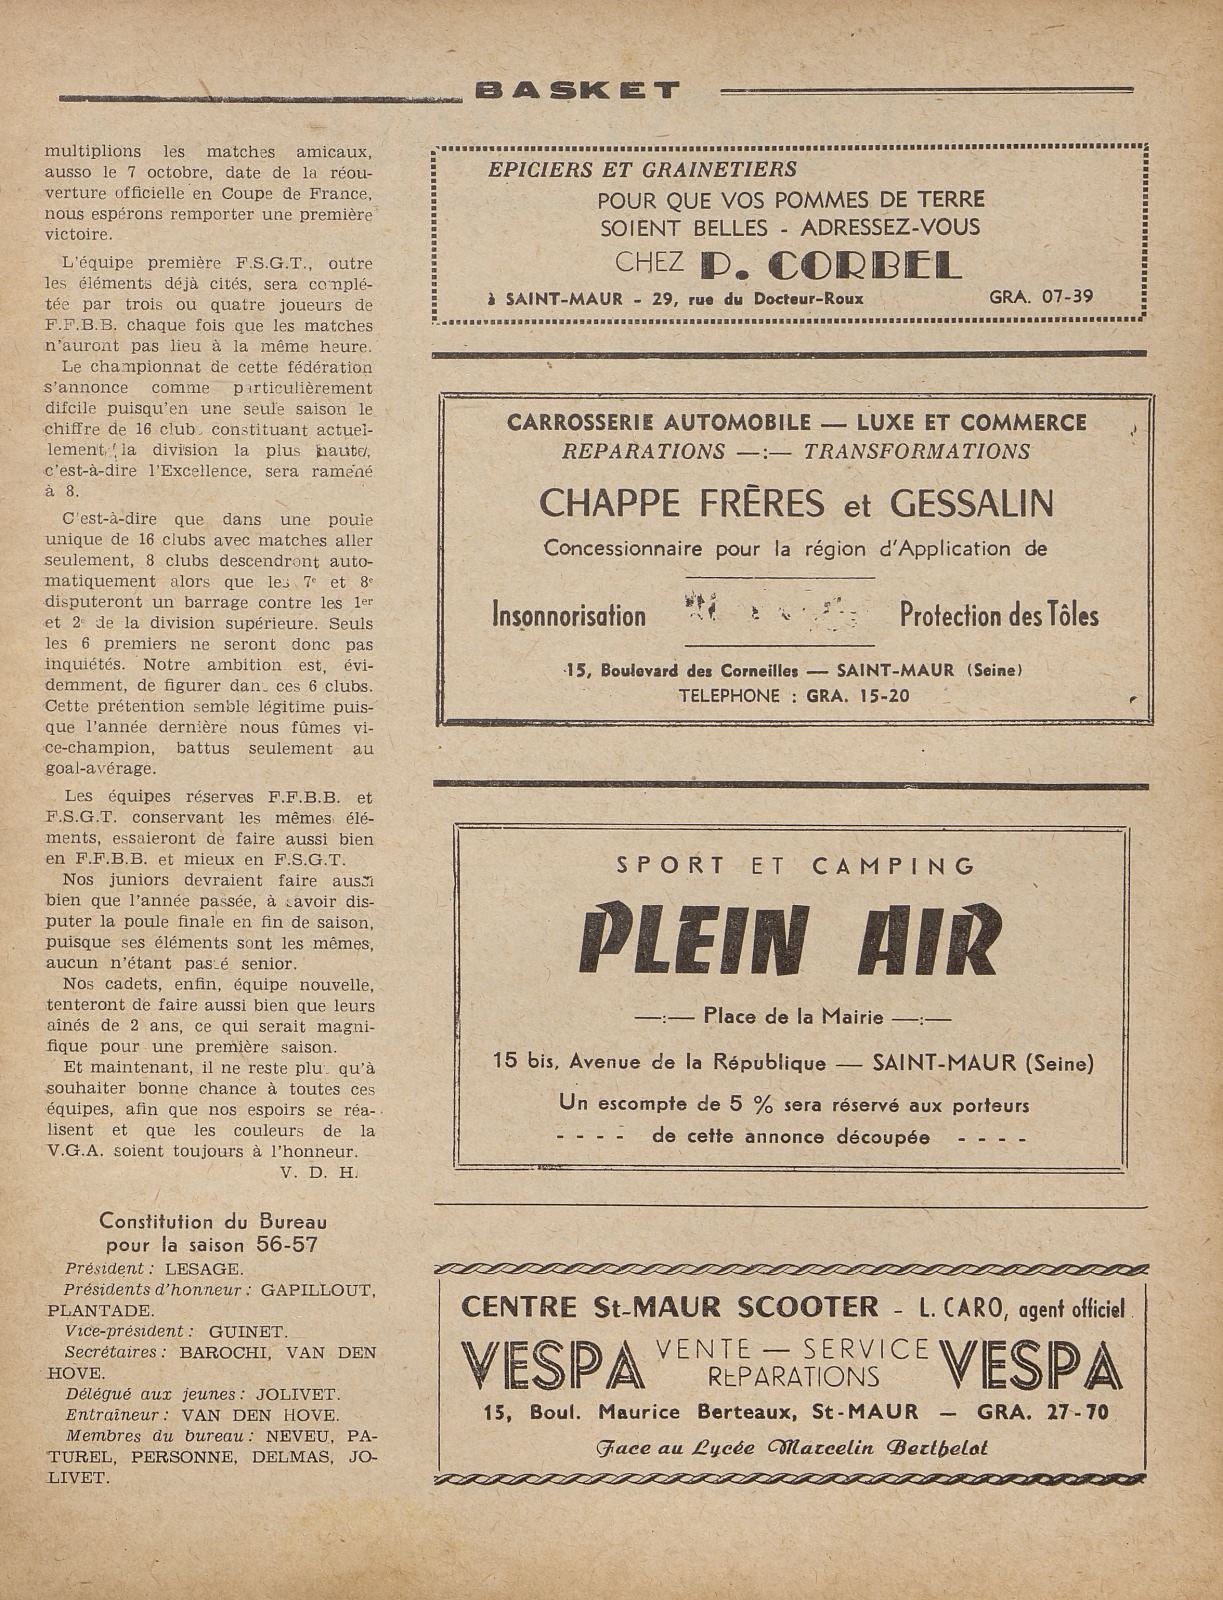 BASKET
multiplions les matches amicaux,
ausso le 7 octobre, date de la réou-
verture officielle en Coupe de France,
nous espérons remporter une première
victoire.
L'équipe première F.S.G.T., outre
les éléments déjà cités, sera complé-
tée par trois ou quatre joueurs de
F.F.B.B. chaque fois que les matches
n'auront pas lieu à la même heure.
Le championnat de cette fédération
s'annonce comme particulièrement
difcile puisqu'en une seule saison le
chiffre de 16 club constituant actuel-
lement, la division la plus haute,
c'est-à-dire l'Excellence, sera ramené
à 8.
C'est-à-dire que dans une poule
unique de 16 clubs avec matches aller
seulement, 8 clubs descendront auto-
matiquement alors que les 7e et 8e
disputeront un barrage contre les 1er
et 2e de la division supérieure. Seuls
les 6 premiers ne seront donc pas
inquiétés. Notre ambition est, évi-
demment, de figurer dans ces 6 clubs.
Cette prétention semble légitime puis-
que l'année dernière nous fûmes vi-
ce-champion, battus seulement au
goal-avérage.
Les équipes réserves F.F.B.B. et
F.S.G.T. conservant les mêmes élé-
ments, essaieront de faire aussi bien
en F.F.B.B. et mieux en F.S.G.T.
Nos juniors devraient faire aussi
bien que l'année passée, à savoir dis-
puter la poule finale en fin de saison,
puisque ses éléments sont les mêmes,
aucun n'étant passé senior.
Nos cadets, enfin, équipe nouvelle,
tenteront de faire aussi bien que leurs
aînés de 2 ans, ce qui serait magni-
fique pour une première saison.
Et maintenant, il ne reste plus qu'à
souhaiter bonne chance à toutes ces
équipes, afin que nos espoirs se réa-
lisent et que les couleurs de la
V.G.A. soient toujours à l'honneur.
V. D. H.
Constitution du Bureau
pour la saison 56-57
Président : LESAGE.
Présidents d'honneur : GAPILLOUT,
PLANTADE.
Vice-président : GUINET.
Secrétaires : BAROCHI, VAN DEN
HOVE.
Délégué aux jeunes : JOLIVET.
Entraîneur : VAN DEN HOVE.
Membres du bureau : NEVEU, PA-
TUREL, PERSONNE, DELMAS, JO-
LIVET.
EPICIERS ET GRAINETIERS
POUR QUE VOS POMMES DE TERRE
SOIENT BELLES - ADRESSEZ-VOUS
CHEZ P. CORBEL
à SAINT-MAUR - 29, rue du Docteur-Roux GRA. 07-39
CARROSSERIE AUTOMOBILE — LUXE ET COMMERCE
REPARATIONS —:— TRANSFORMATIONS
CHAPPE FRÈRES et GESSALIN
Concessionnaire pour la région d'Application de
Insonnorisation Protection des Tôles
15, Boulevard des Corneilles — SAINT-MAUR (Seine)
TELEPHONE : GRA. 15-20
SPORT ET CAMPING
PLEIN AIR
—:— Place de la Mairie —:—
15 bis, Avenue de la République — SAINT-MAUR (Seine)
Un escompte de 5 % sera réservé aux porteurs
- - - - de cette annonce découpée - - - -
CENTRE St-MAUR SCOOTER - L. CARO, agent officiel
VESPA VENTE — SERVICE VESPA
REPARATIONS
15, Boul. Maurice Berteaux, St-MAUR — GRA. 27-70
Face au Lycée Marcelin Berthelot